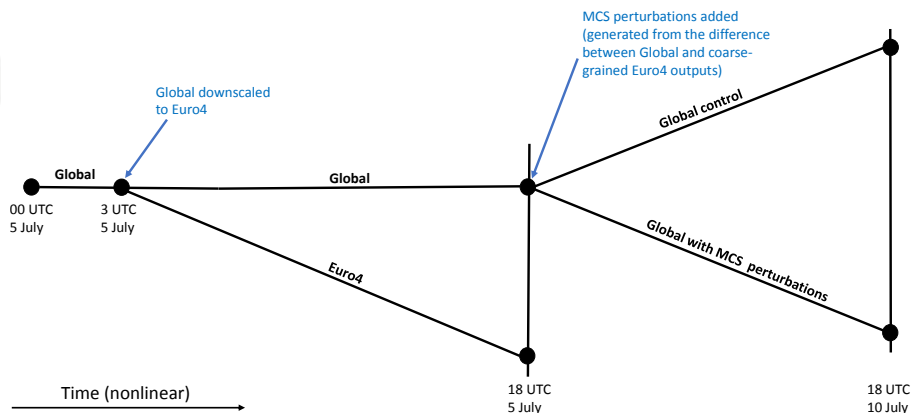 MCS perturbations added
(generated from the difference
between Global and coarse-
grained Euro4 outputs)
Global downscaled
to Euro4
Global control
Global
Global
00 UTC
5 July
3 UTC
5 July
Global with MCS perturbations
Euro4
Time (nonlinear)
18 UTC
5 July
18 UTC
10 July